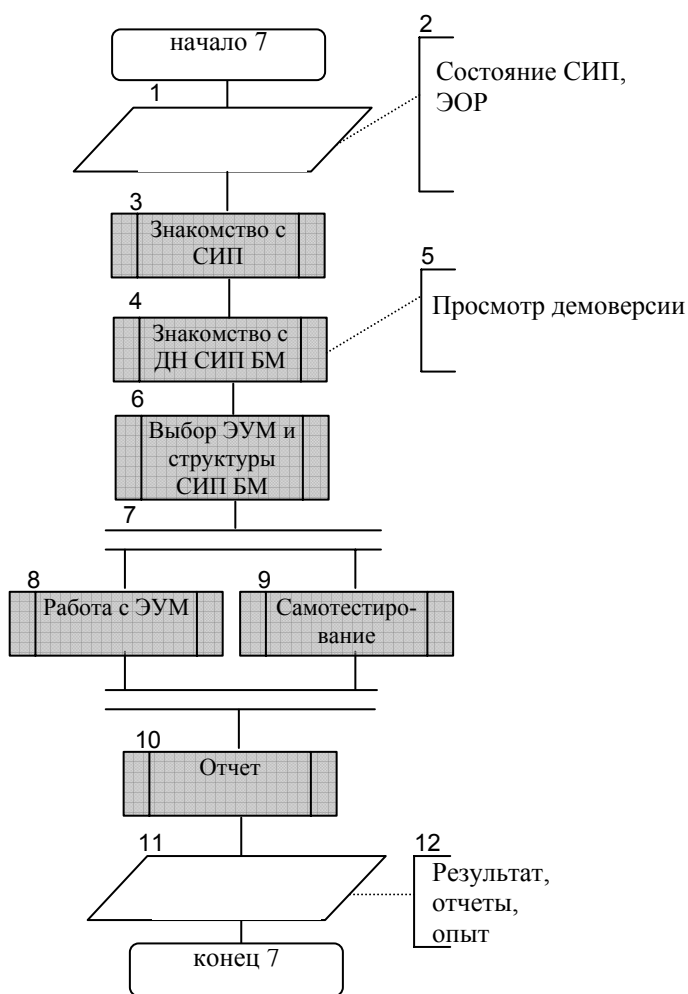 начало 7
1
2
Состояние СИП,
ЭОР
3
Знакомство с
СИП
4
Знакомство с
ДН СИП БМ
5
Просмотр демоверсии
6
Выбор ЭУМ и
структуры
СИП БМ
7
8
Работа с ЭУМ
9
Самотестиро-
вание
10
Отчет
11
12
Результат,
отчеты,
опыт
конец 7